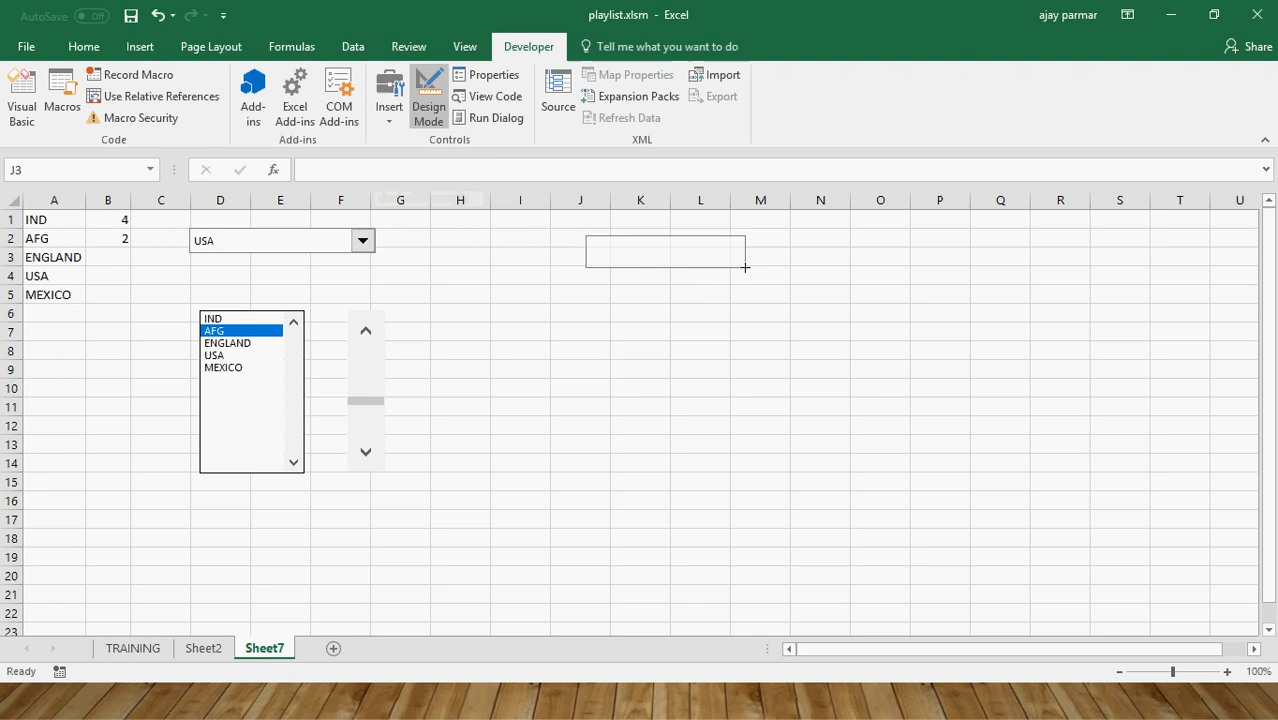 AutoSave Off
playlist.xlsm - Excel
ajay parmar
File Home Insert Page Layout Formulas Data Review View Developer Tell me what you want to do Share
Visual Basic
Macros
Record Macro
Use Relative References
Macro Security
Code
Add-ins
Excel Add-ins
COM Add-ins
Add-ins
Insert
Design Mode
Properties
View Code
Run Dialog
Controls
Source
Map Properties
Expansion Packs
Refresh Data
Import
Export
XML
J3
fx
A B C D E F G H I J K L M N O P Q R S T U
1 IND 4
2 AFG 2 USA
3 ENGLAND
4 USA
5 MEXICO
6
7
8
9
10
11
12
13
14
15
16
17
18
19
20
21
22
23
IND
AFG
ENGLAND
USA
MEXICO
TRAINING Sheet2 Sheet7
Ready
100%